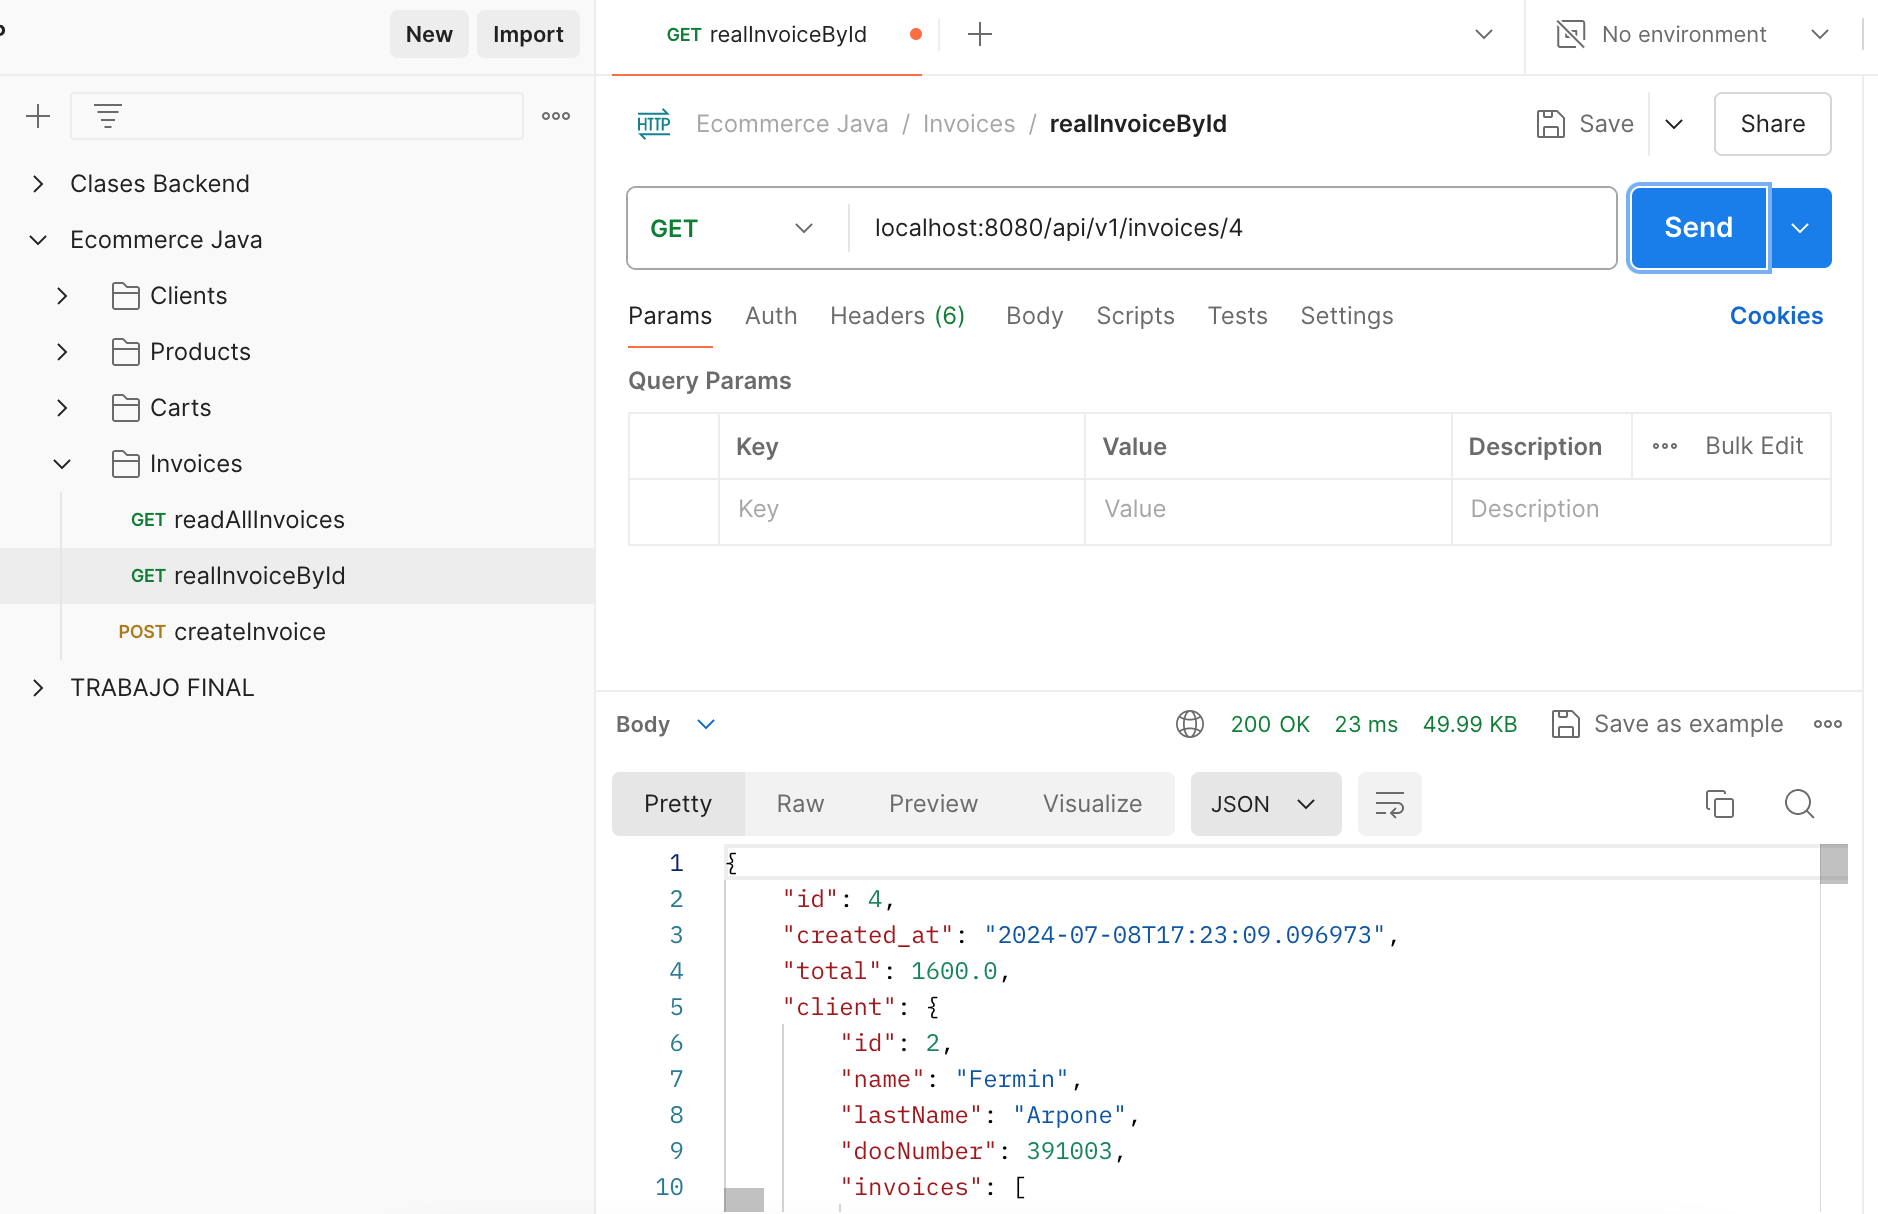 New
Import
GET realInvoiceById
No environment
Ecommerce Java / Invoices / realInvoiceById
Save
Share
Clases Backend
Ecommerce Java
Clients
Products
Carts
Invoices
GET readAllInvoices
GET realInvoiceById
POST createInvoice
TRABAJO FINAL
GET
localhost:8080/api/v1/invoices/4
Send
Params Auth Headers (6) Body Scripts Tests Settings
Cookies
Query Params
Key Value Description Bulk Edit
Key Value Description
Body
200 OK 23 ms 49.99 KB Save as example
Pretty Raw Preview Visualize JSON
1 {
2 "id": 4,
3 "created_at": "2024-07-08T17:23:09.096973",
4 "total": 1600.0,
5 "client": {
6 "id": 2,
7 "name": "Fermin",
8 "lastName": "Arpone",
9 "docNumber": 391003,
10 "invoices": [